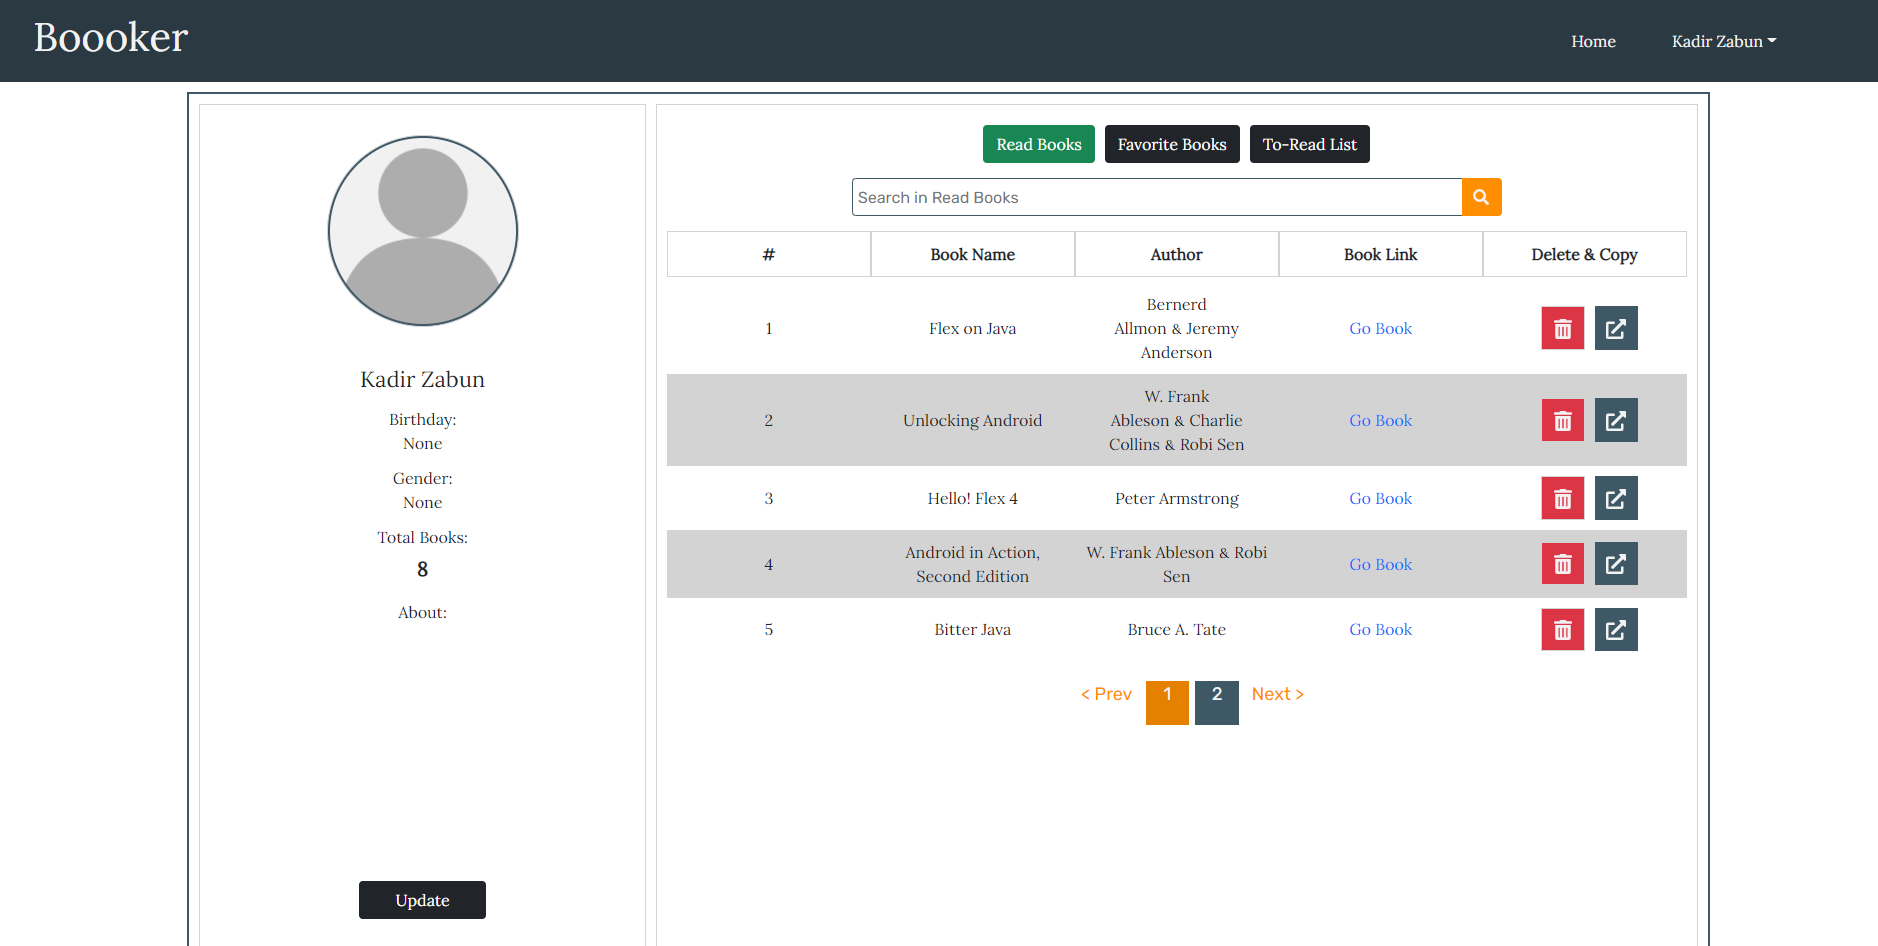 Boooker
Home
Kadir Zabun
Kadir Zabun
Birthday:
None
Gender:
None
Total Books:
8
About:
Update
Read Books
Favorite Books
To-Read List
Search in Read Books
# Book Name Author Book Link Delete & Copy
1 Flex on Java Bernerd
Allmon & Jeremy
Anderson Go Book
2 Unlocking Android W. Frank
Ableson & Charlie
Collins & Robi Sen Go Book
3 Hello! Flex 4 Peter Armstrong Go Book
4 Android in Action,
Second Edition W. Frank Ableson & Robi
Sen Go Book
5 Bitter Java Bruce A. Tate Go Book
< Prev 1 2 Next >